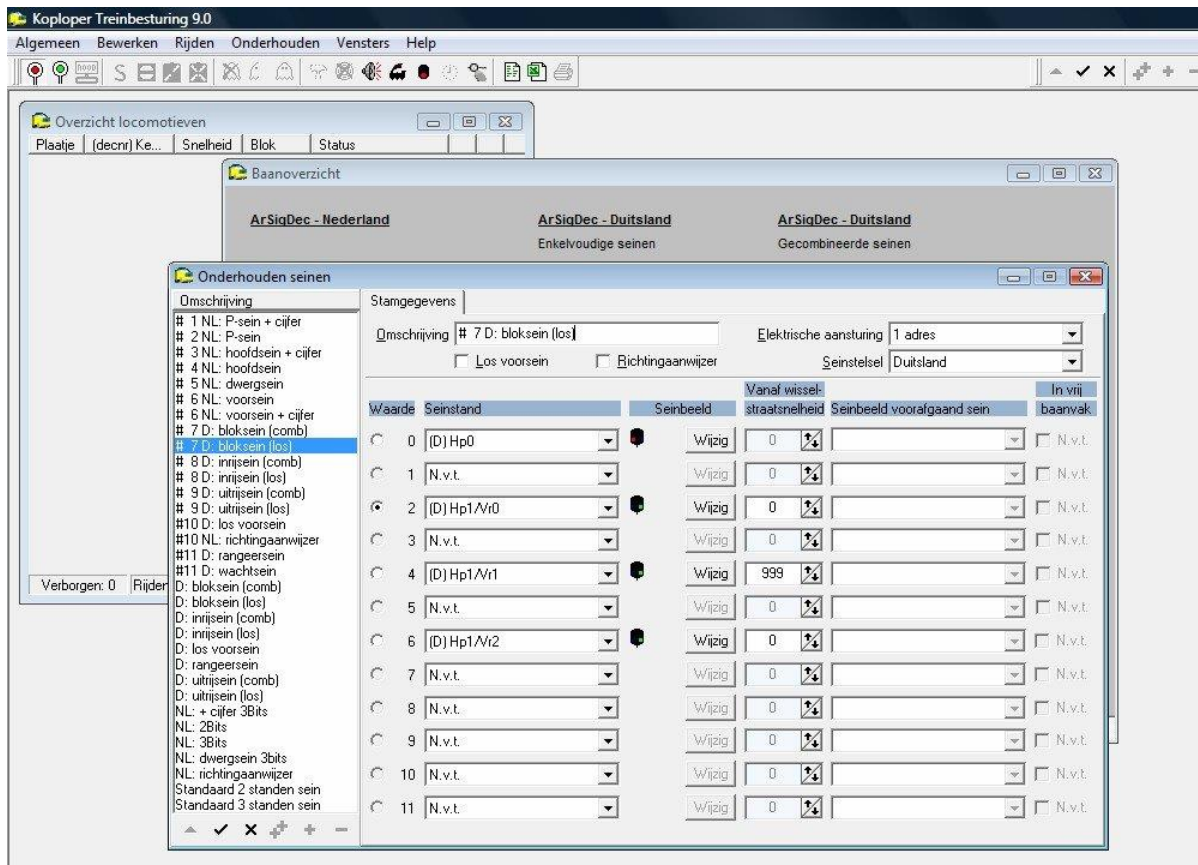 Koploper Treinbesturing 9.0
Algemeen Bewerken Rijden Onderhouden Vensters Help
Overzicht locomotieven
Plaatje (decnr) Ke... Snelheid Blok Status
Baanoverzicht
ArSigDec - Nederland ArSigDec - Duitsland ArSigDec - Duitsland
Enkelvoudige seinen Gecombineerde seinen
Verborgen: 0 Rijden
Onderhouden seinen
Omschrijving
# 1 NL: P-sein + cijfer
# 2 NL: P-sein
# 3 NL: hoofdsein + cijfer
# 4 NL: hoofdsein
# 5 NL: dwergsein
# 6 NL: voorsein
# 6 NL: voorsein + cijfer
# 7 D: bloksein (comb)
# 7 D: bloksein (los)
# 8 D: inrijsein (comb)
# 8 D: inrijsein (los)
# 9 D: uitrijsein (comb)
# 9 D: uitrijsein (los)
#10 D: los voorsein
#10 NL: richtingaanwijzer
#11 D: rangeersein
#11 D: wachtsein
D: bloksein (comb)
D: bloksein (los)
D: inrijsein (comb)
D: inrijsein (los)
D: los voorsein
D: rangeersein
D: uitrijsein (comb)
D: uitrijsein (los)
NL: + cijfer 3Bits
NL: 2Bits
NL: 3Bits
NL: dwergsein 3bits
NL: richtingaanwijzer
Standaard 2 standen sein
Standaard 3 standen sein
Stamgegevens
Omschrijving # 7 D: bloksein (los) Elektrische aansturing 1 adres
Los voorsein Richtingaanwijzer Seinstelsel Duitsland
Vanaf wissel- In vrij
Waarde Seinstand Seinbeeld straatsnelheid Seinbeeld voorafgaand sein baanvak
0 (D) Hp0 Wijzig 0 N.v.t.
1 N.v.t. Wijzig 0 N.v.t.
2 (D) Hp1/Vr0 Wijzig 0 N.v.t.
3 N.v.t. Wijzig 0 N.v.t.
4 (D) Hp1/Vr1 Wijzig 999 N.v.t.
5 N.v.t. Wijzig 0 N.v.t.
6 (D) Hp1/Vr2 Wijzig 0 N.v.t.
7 N.v.t. Wijzig 0 N.v.t.
8 N.v.t. Wijzig 0 N.v.t.
9 N.v.t. Wijzig 0 N.v.t.
10 N.v.t. Wijzig 0 N.v.t.
11 N.v.t. Wijzig 0 N.v.t.